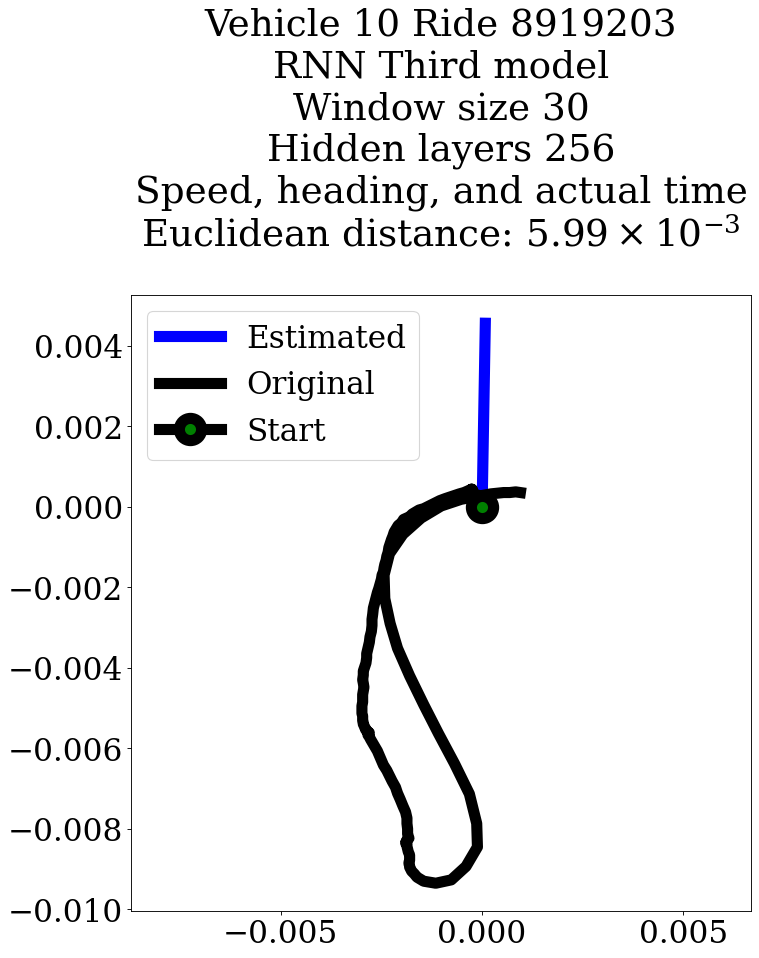 Vehicle 10 Ride 8919203
RNN Third model
Window size 30
Hidden layers 256
Speed, heading, and actual time
Euclidean distance: 5.99 × 10⁻³
Estimated
Original
Start
0.004
0.002
0.000
−0.002
−0.004
−0.006
−0.008
−0.010
−0.005
0.000
0.005